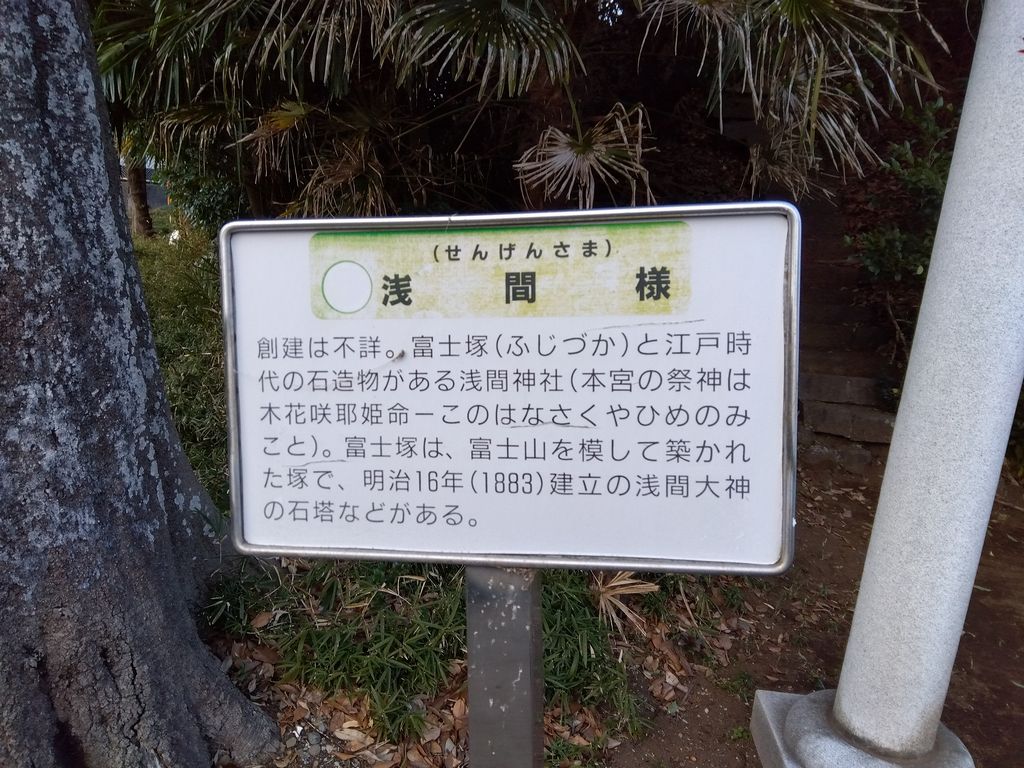 (せんげんさま)
浅間様
創建は不詳。富士塚(ふじづか)と江戸時
代の石造物がある浅間神社(本宮の祭神は
木花咲耶姫命ーこのはなさくやひめのみ
こと)。富士塚は、富士山を模して築かれ
た塚で、明治16年(1883)建立の浅間大神
の石塔などがある。